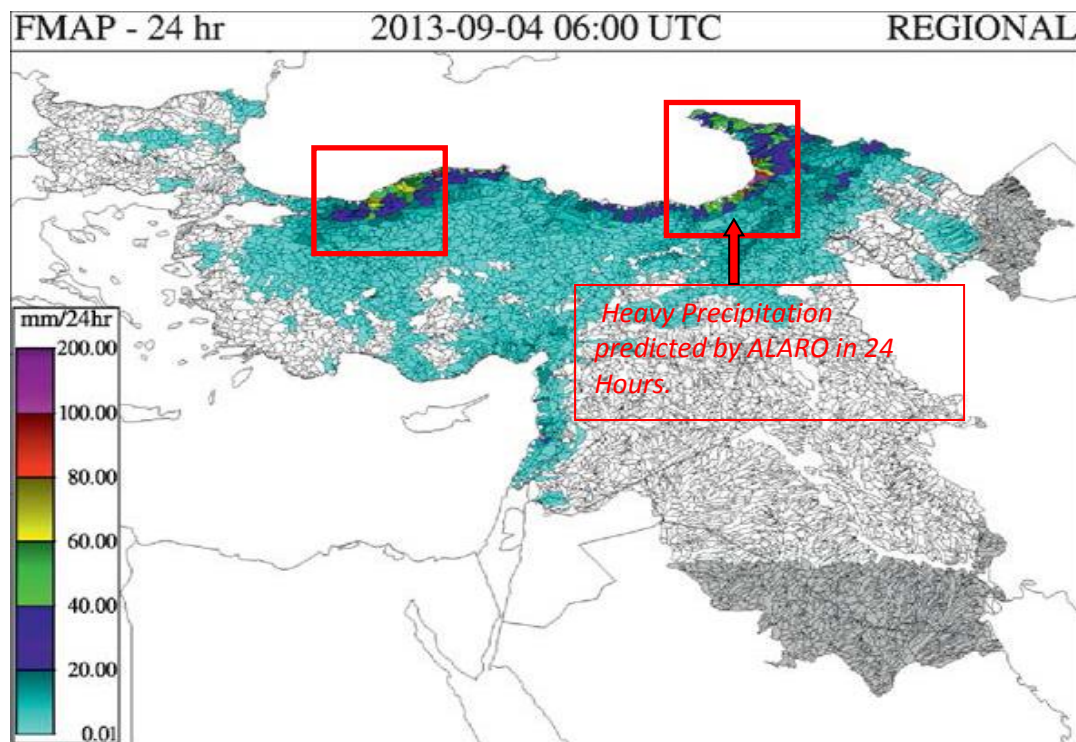 FMAP - 24 hr 2013-09-04 06:00 UTC REGIONAL
Heavy Precipitation
predicted by ALARO in 24
Hours.
mm/24hr
200.00
100.00
80.00
60.00
40.00
20.00
0.01